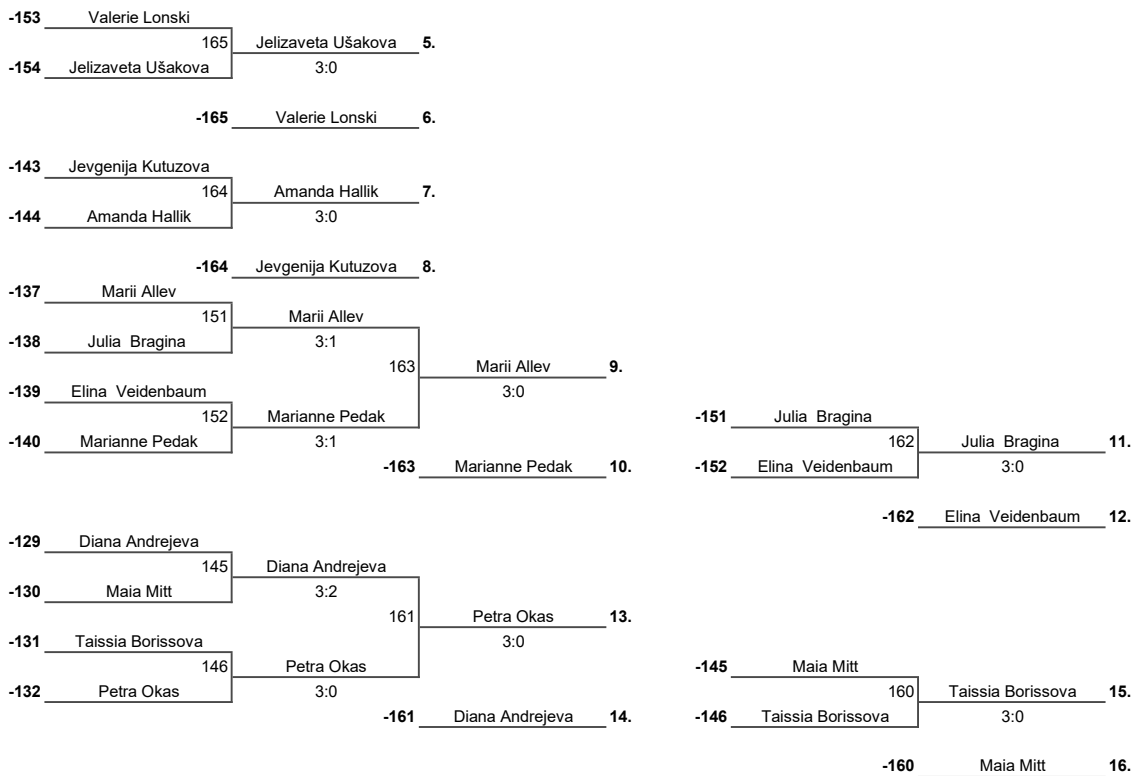 -153 Valerie Lonski
165 Jelizaveta Ušakova 5.
-154 Jelizaveta Ušakova 3:0
-165 Valerie Lonski 6.
-143 Jevgenija Kutuzova
164 Amanda Hallik 7.
-144 Amanda Hallik 3:0
-164 Jevgenija Kutuzova 8.
-137 Marii Allev
151 Marii Allev
-138 Julia Bragina 3:1
163 Marii Allev 9.
-139 Elina Veidenbaum 3:0
152 Marianne Pedak -151 Julia Bragina
-140 Marianne Pedak 3:1 162 Julia Bragina 11.
-163 Marianne Pedak 10. -152 Elina Veidenbaum 3:0
-162 Elina Veidenbaum 12.
-129 Diana Andrejeva
145 Diana Andrejeva
-130 Maia Mitt 3:2
161 Petra Okas 13.
-131 Taissia Borissova 3:0
146 Petra Okas -145 Maia Mitt
-132 Petra Okas 3:0 160 Taissia Borissova 15.
-161 Diana Andrejeva 14. -146 Taissia Borissova 3:0
-160 Maia Mitt 16.